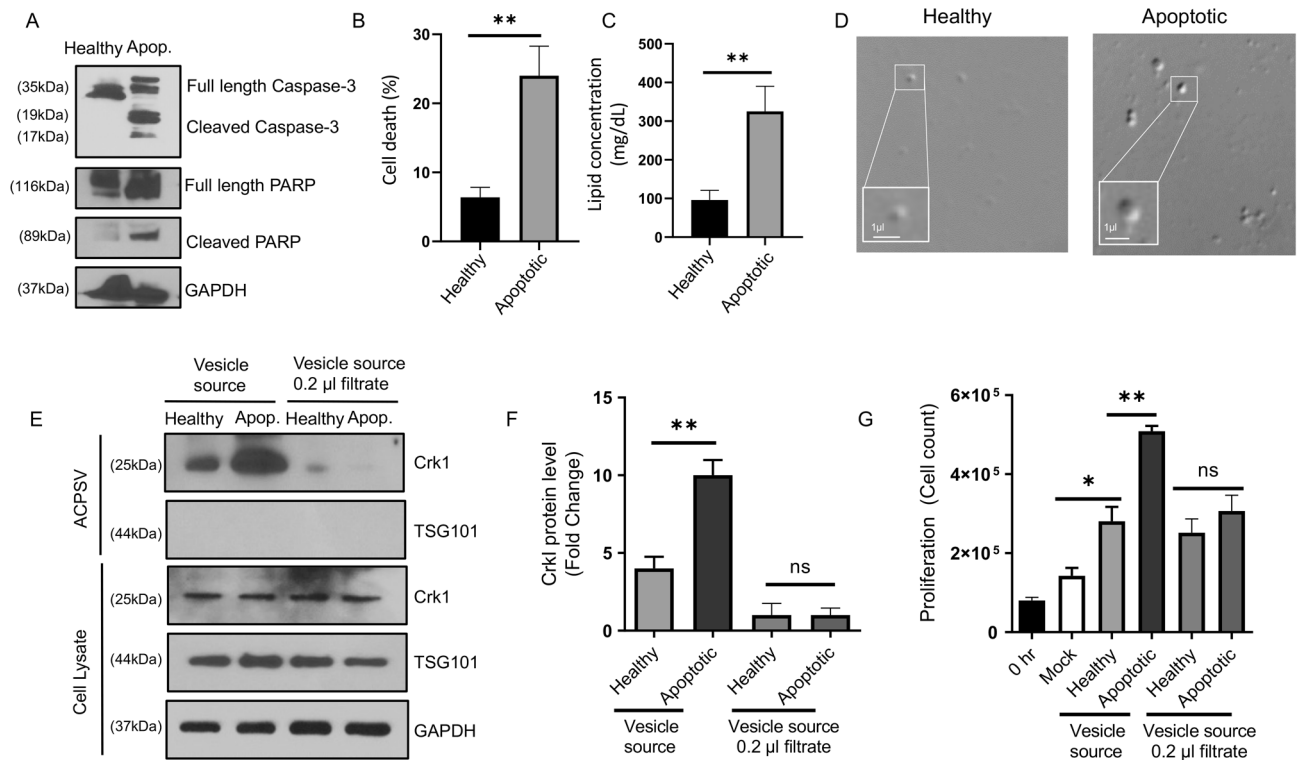 A
Healthy Apop.
(35kDa)
Full length Caspase-3
(19kDa)
Cleaved Caspase-3
(17kDa)
(116kDa)
Full length PARP
(89kDa)
Cleaved PARP
(37kDa)
GAPDH
B
**
30
20
10
0
Cell death (%)
Healthy
Apoptotic
C
**
500
400
300
200
100
0
Lipid concentration
(mg/dL)
Healthy
Apoptotic
D
Healthy
Apoptotic
1µl
1µl
E
Vesicle
source
Vesicle source
0.2 µl filtrate
Healthy Apop. Healthy Apop.
ACPSV
(25kDa)
Crk1
(44kDa)
TSG101
Cell Lysate
(25kDa)
Crk1
(44kDa)
TSG101
(37kDa)
GAPDH
F
15
10
5
0
CrkI protein level
(Fold Change)
**
ns
Healthy
Apoptotic
Healthy
Apoptotic
Vesicle
source
Vesicle source
0.2 µl filtrate
G
6×10⁵
4×10⁵
2×10⁵
0
Proliferation (Cell count)
*
**
ns
0 hr
Mock
Healthy
Apoptotic
Healthy
Apoptotic
Vesicle
source
Vesicle source
0.2 µl filtrate